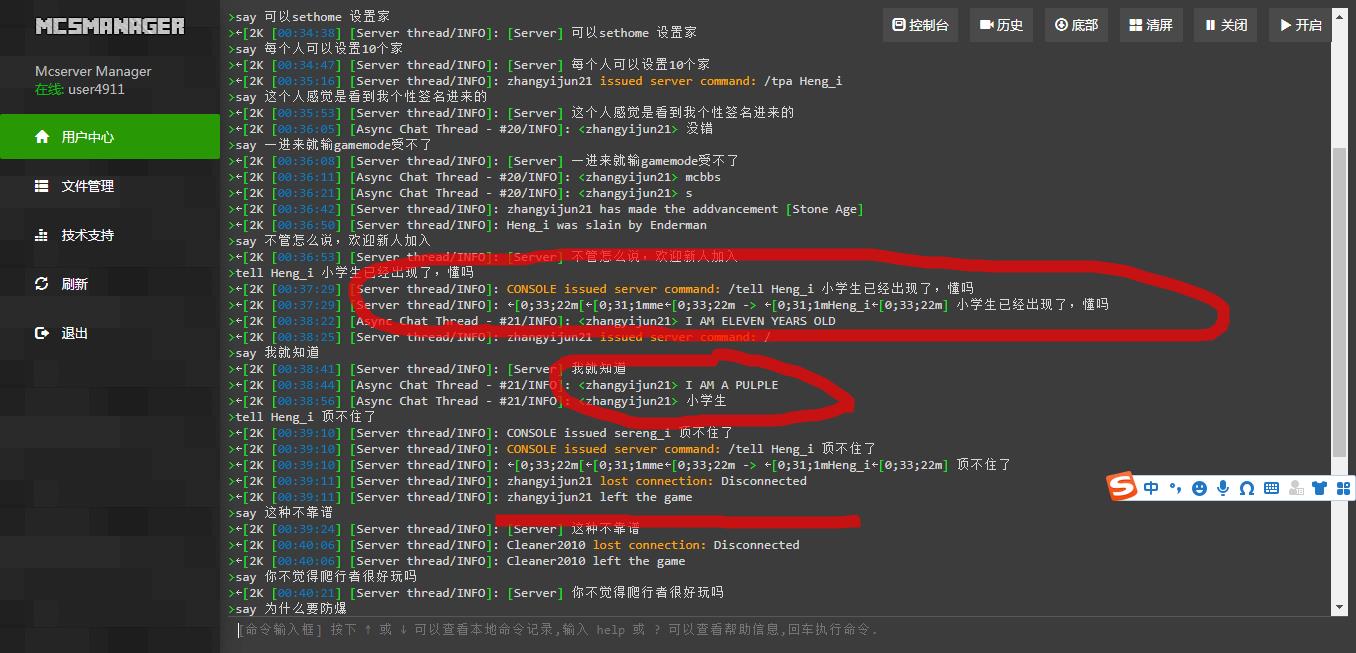 MCSMANAGER
Mcserver Manager
在线: user4911
用户中心
文件管理
技术支持
刷新
退出
控制台
历史
底部
清屏
关闭
开启
>say 可以sethome 设置家
>←[2K [00:34:38] [Server thread/INFO]: [Server] 可以sethome 设置家
>say 每个人可以设置10个家
>←[2K [00:34:47] [Server thread/INFO]: [Server] 每个人可以设置10个家
>←[2K [00:35:16] [Server thread/INFO]: zhangyijun21 issued server command: /tpa Heng_i
>say 这个人感觉是看到我个性签名进来的
>←[2K [00:35:53] [Server thread/INFO]: [Server] 这个人感觉是看到我个性签名进来的
>←[2K [00:36:05] [Async Chat Thread - #20/INFO]: <zhangyijun21> 没错
>say 一进来就输gamemode受不了
>←[2K [00:36:08] [Server thread/INFO]: [Server] 一进来就输gamemode受不了
>←[2K [00:36:11] [Async Chat Thread - #20/INFO]: <zhangyijun21> mcbbs
>←[2K [00:36:21] [Async Chat Thread - #20/INFO]: <zhangyijun21> s
>←[2K [00:36:42] [Server thread/INFO]: zhangyijun21 has made the addvancement [Stone Age]
>←[2K [00:36:50] [Server thread/INFO]: Heng_i was slain by Enderman
>say 不管怎么说，欢迎新人加入
>←[2K [00:36:53] [Server thread/INFO]: [Server] 不管怎么说，欢迎新人加入
>tell Heng_i 小学生已经出现了，懂吗
>←[2K [00:37:29] [Server thread/INFO]: CONSOLE issued server command: /tell Heng_i 小学生已经出现了，懂吗
>←[2K [00:37:29] [Server thread/INFO]: ←[0;33;22m[←[0;31;1mme←[0;33;22m -> ←[0;31;1mHeng_i←[0;33;22m] 小学生已经出现了，懂吗
>←[2K [00:38:22] [Async Chat Thread - #21/INFO]: <zhangyijun21> I AM ELEVEN YEARS OLD
>←[2K [00:38:25] [Server thread/INFO]: zhangyijun21 issued server command: /
>say 我就知道
>←[2K [00:38:41] [Server thread/INFO]: [Server] 我就知道
>←[2K [00:38:44] [Async Chat Thread - #21/INFO]: <zhangyijun21> I AM A PULPLE
>←[2K [00:38:56] [Async Chat Thread - #21/INFO]: <zhangyijun21> 小学生
>tell Heng_i 顶不住了
>←[2K [00:39:10] [Server thread/INFO]: CONSOLE issued sereng_i 顶不住了
>←[2K [00:39:10] [Server thread/INFO]: CONSOLE issued server command: /tell Heng_i 顶不住了
>←[2K [00:39:10] [Server thread/INFO]: ←[0;33;22m[←[0;31;1mme←[0;33;22m -> ←[0;31;1mHeng_i←[0;33;22m] 顶不住了
>←[2K [00:39:11] [Server thread/INFO]: zhangyijun21 lost connection: Disconnected
>←[2K [00:39:11] [Server thread/INFO]: zhangyijun21 left the game
>say 这种不靠谱
>←[2K [00:39:24] [Server thread/INFO]: [Server] 这种不靠谱
>←[2K [00:40:06] [Server thread/INFO]: Cleaner2010 lost connection: Disconnected
>←[2K [00:40:06] [Server thread/INFO]: Cleaner2010 left the game
>say 你不觉得爬行者很好玩吗
>←[2K [00:40:21] [Server thread/INFO]: [Server] 你不觉得爬行者很好玩吗
>say 为什么要防爆
[命令输入框] 按下 ↑ 或 ↓ 可以查看本地命令记录,输入 help 或 ? 可以查看帮助信息,回车执行命令.
S 中